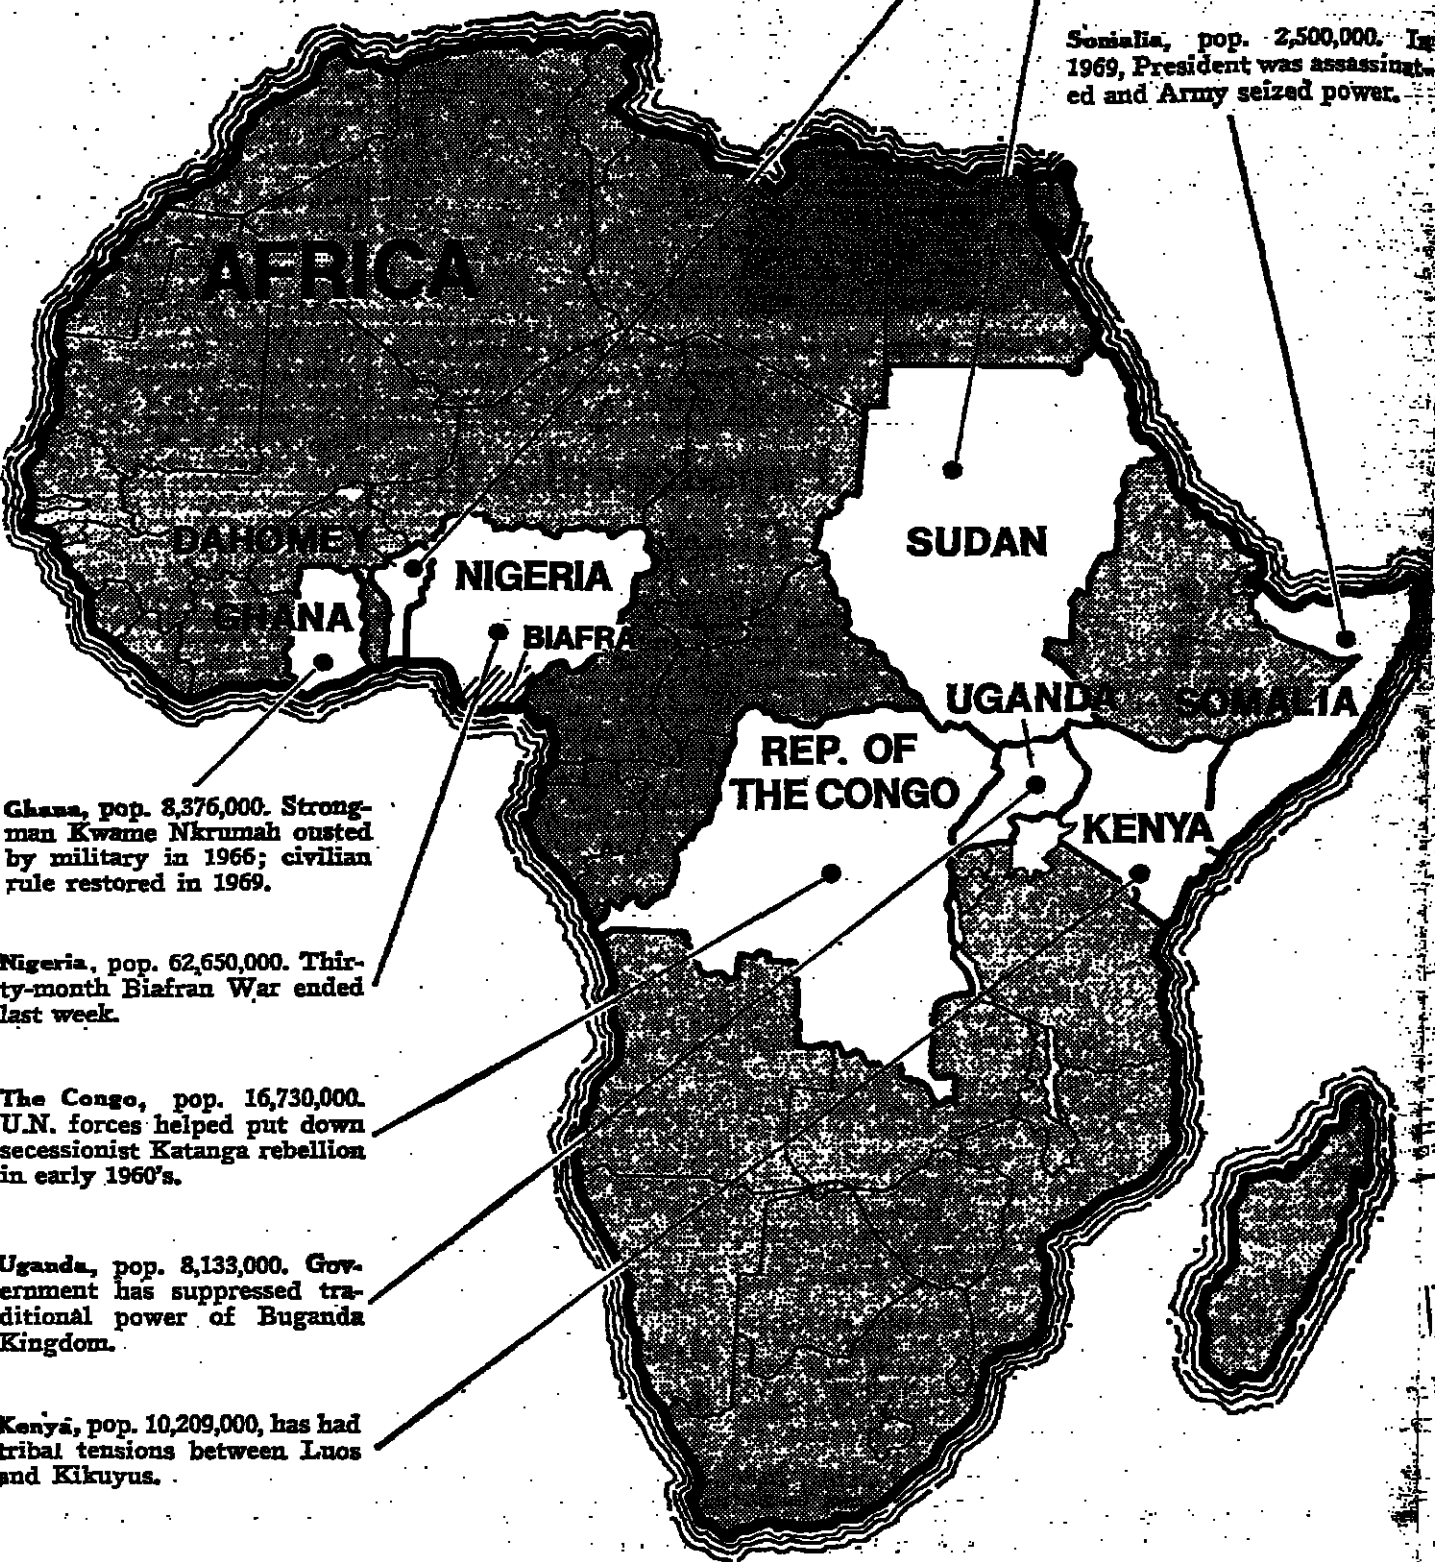 Somalia, pop. 2,500,000. In
1969, President was assassinat-
ed and Army seized power.
AFRICA
DAHOMEY
GHANA
NIGERIA
BIAFRA
SUDAN
UGANDA
SOMALIA
REP. OF
THE CONGO
KENYA
Ghana, pop. 8,376,000. Strong-
man Kwame Nkrumah ousted
by military in 1966; civilian
rule restored in 1969.
Nigeria, pop. 62,650,000. Thir-
ty-month Biafran War ended
last week.
The Congo, pop. 16,730,000.
U.N. forces helped put down
secessionist Katanga rebellion
in early 1960's.
Uganda, pop. 8,133,000. Gov-
ernment has suppressed tra-
ditional power of Buganda
Kingdom.
Kenya, pop. 10,209,000, has had
tribal tensions between Luos
and Kikuyus.